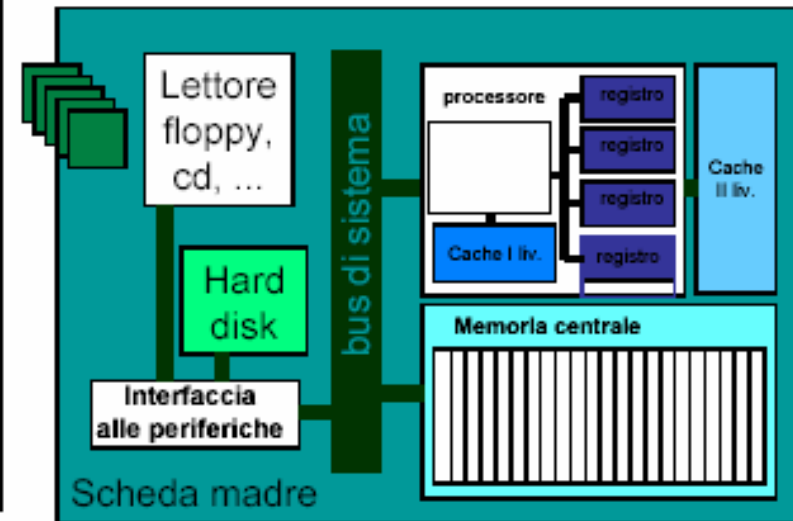 Lettore
floppy,
cd, ...
Hard
disk
Interfaccia
alle periferiche
Scheda madre
bus di sistema
processore
registro
registro
registro
registro
Cache I liv.
Cache
II liv.
Memoria centrale